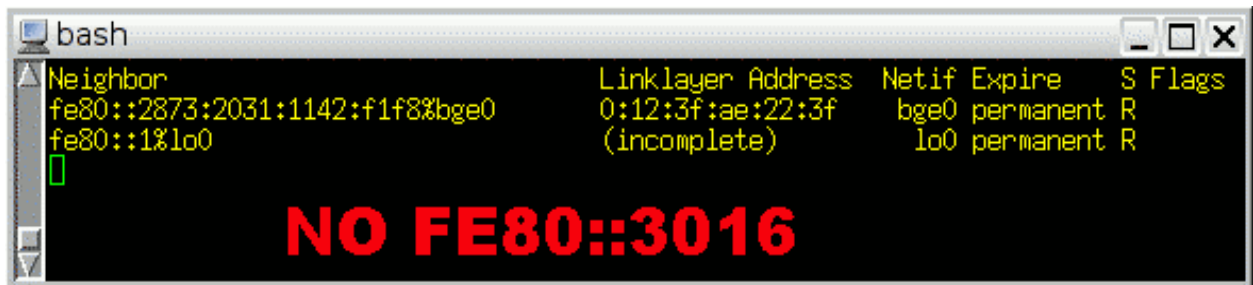 bash
Neighbor Linklayer Address Netif Expire S Flags
fe80::2873:2031:1142:f1f8%bge0 0:12:3f:ae:22:3f bge0 permanent R
fe80::1%lo0 (incomplete) lo0 permanent R
NO FE80::3016